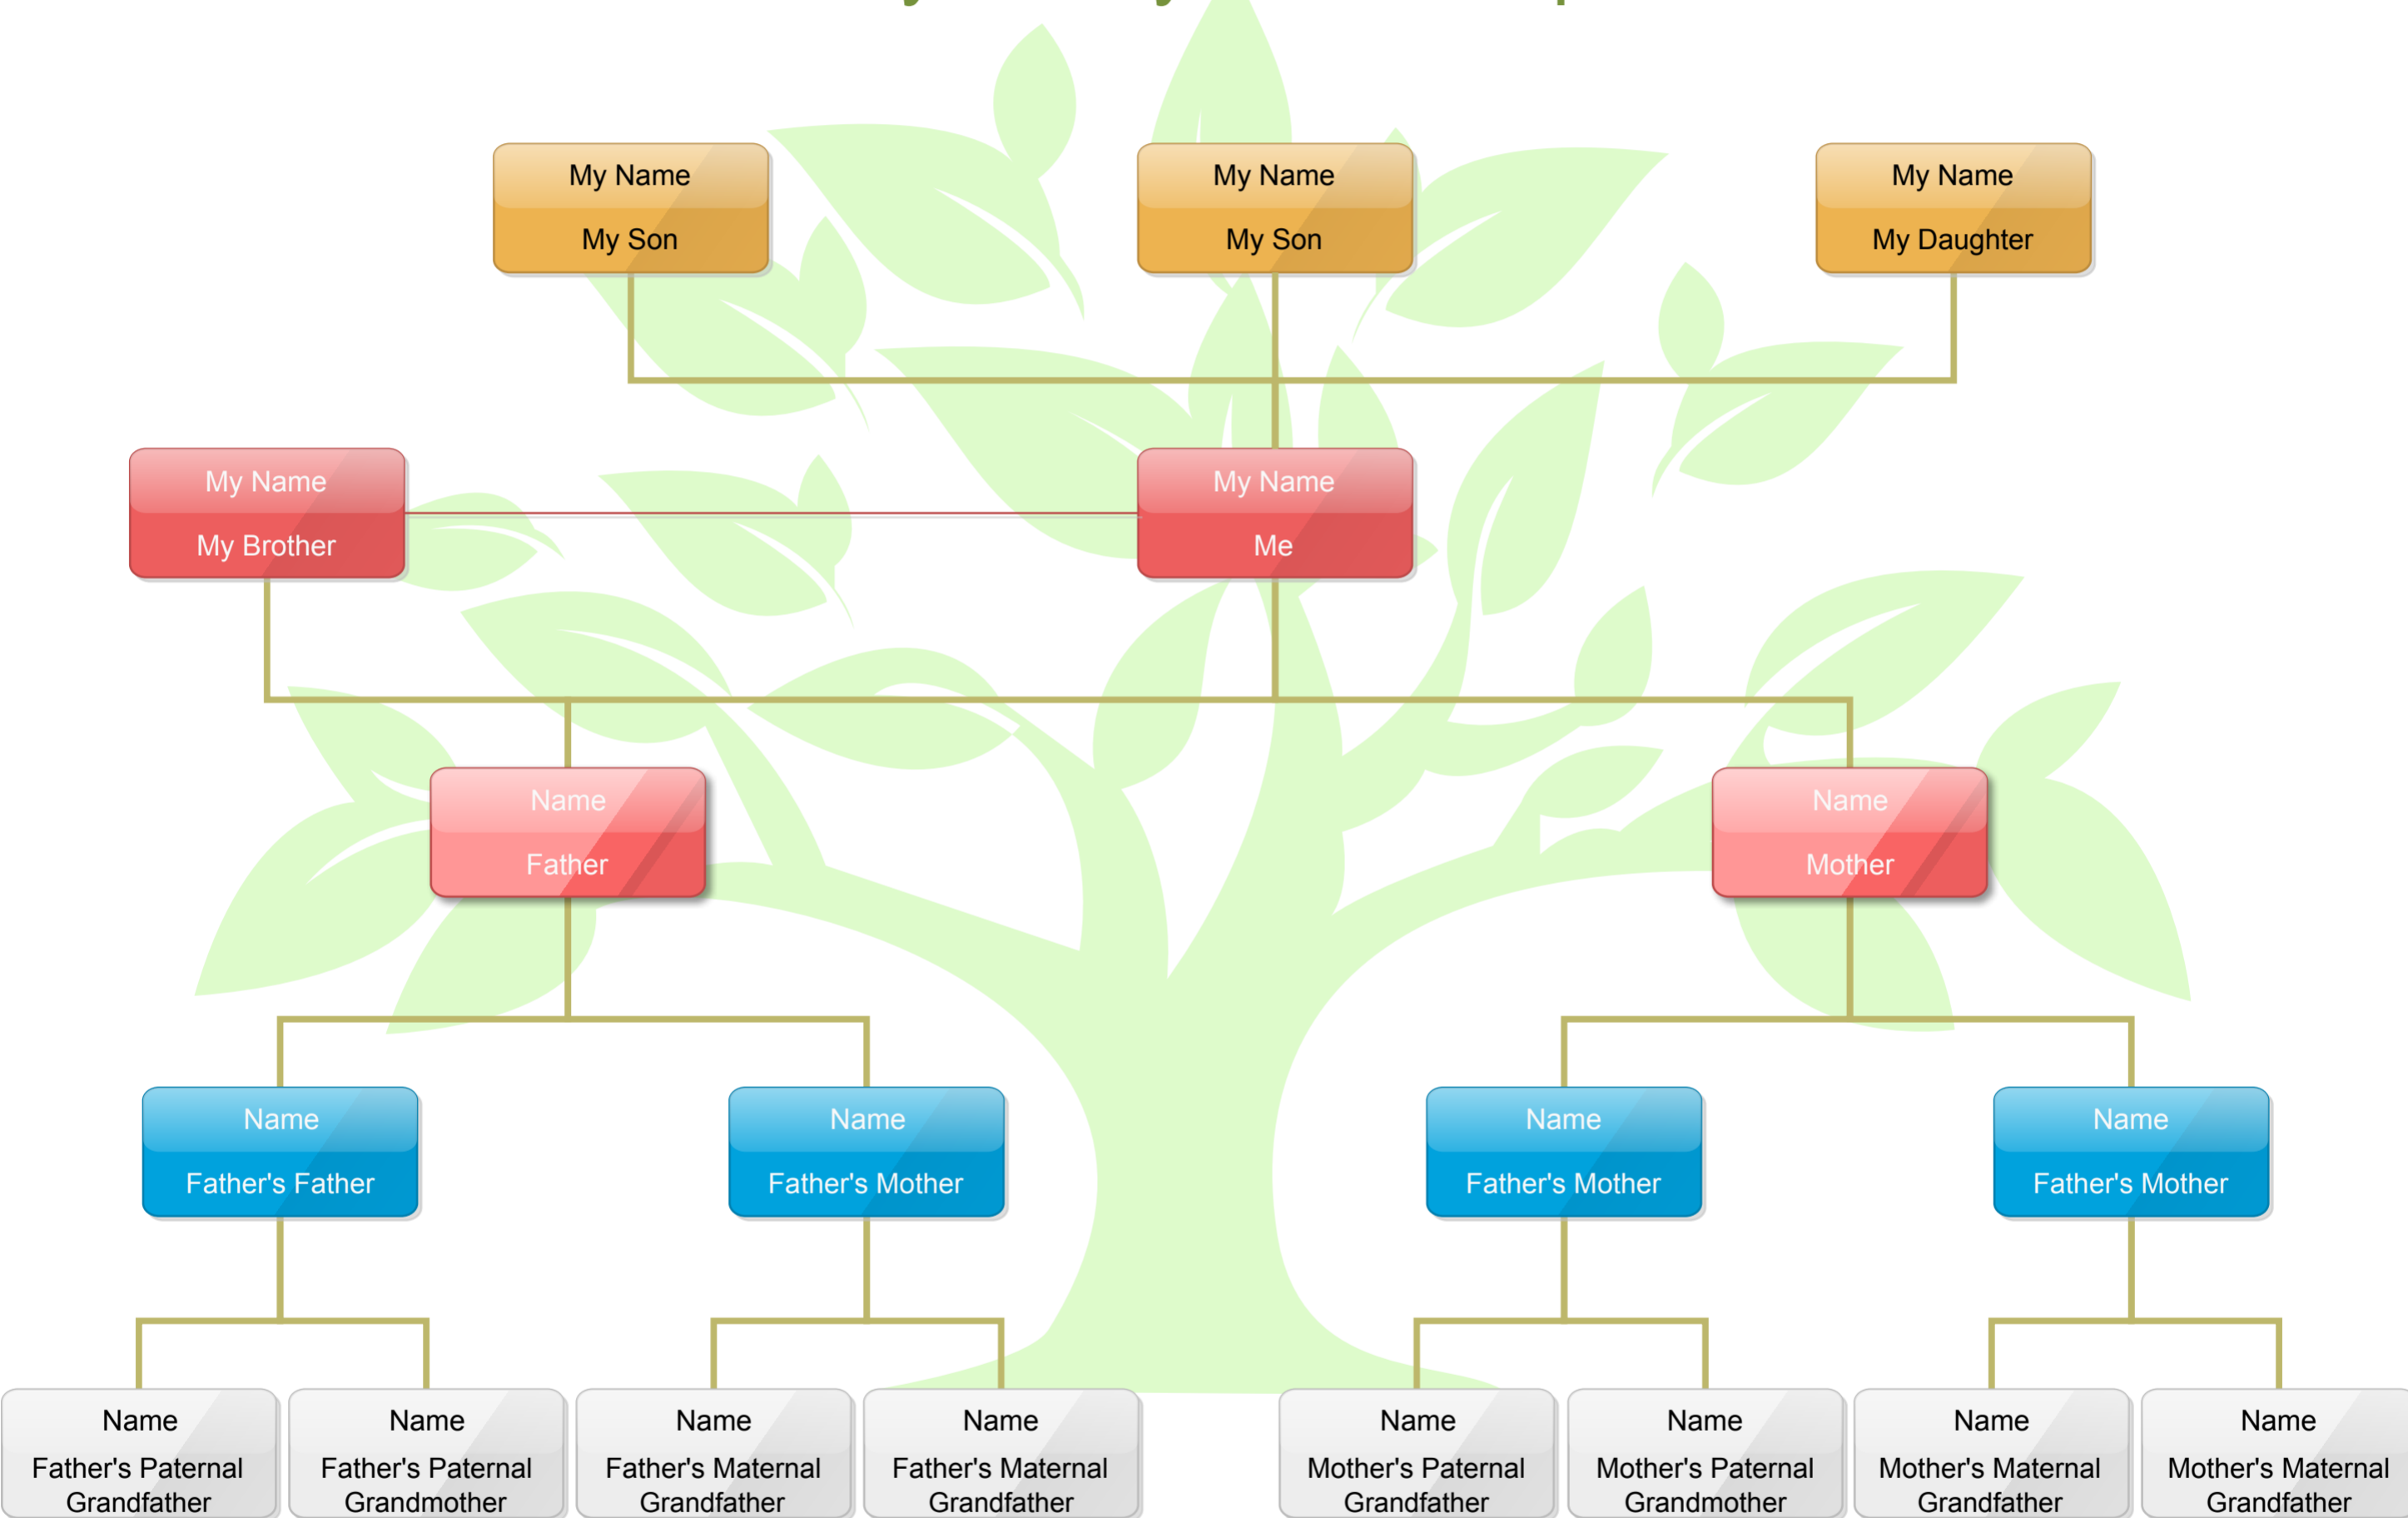 My Name
My Son
My Name
My Son
My Name
My Daughter
My Name
My Brother
My Name
Me
Name
Father
Name
Mother
Name
Father's Father
Name
Father's Mother
Name
Father's Mother
Name
Father's Mother
Name
Father's Paternal
Grandfather
Name
Father's Paternal
Grandmother
Name
Father's Maternal
Grandfather
Name
Father's Maternal
Grandfather
Name
Mother's Paternal
Grandfather
Name
Mother's Paternal
Grandmother
Name
Mother's Maternal
Grandfather
Name
Mother's Maternal
Grandfather